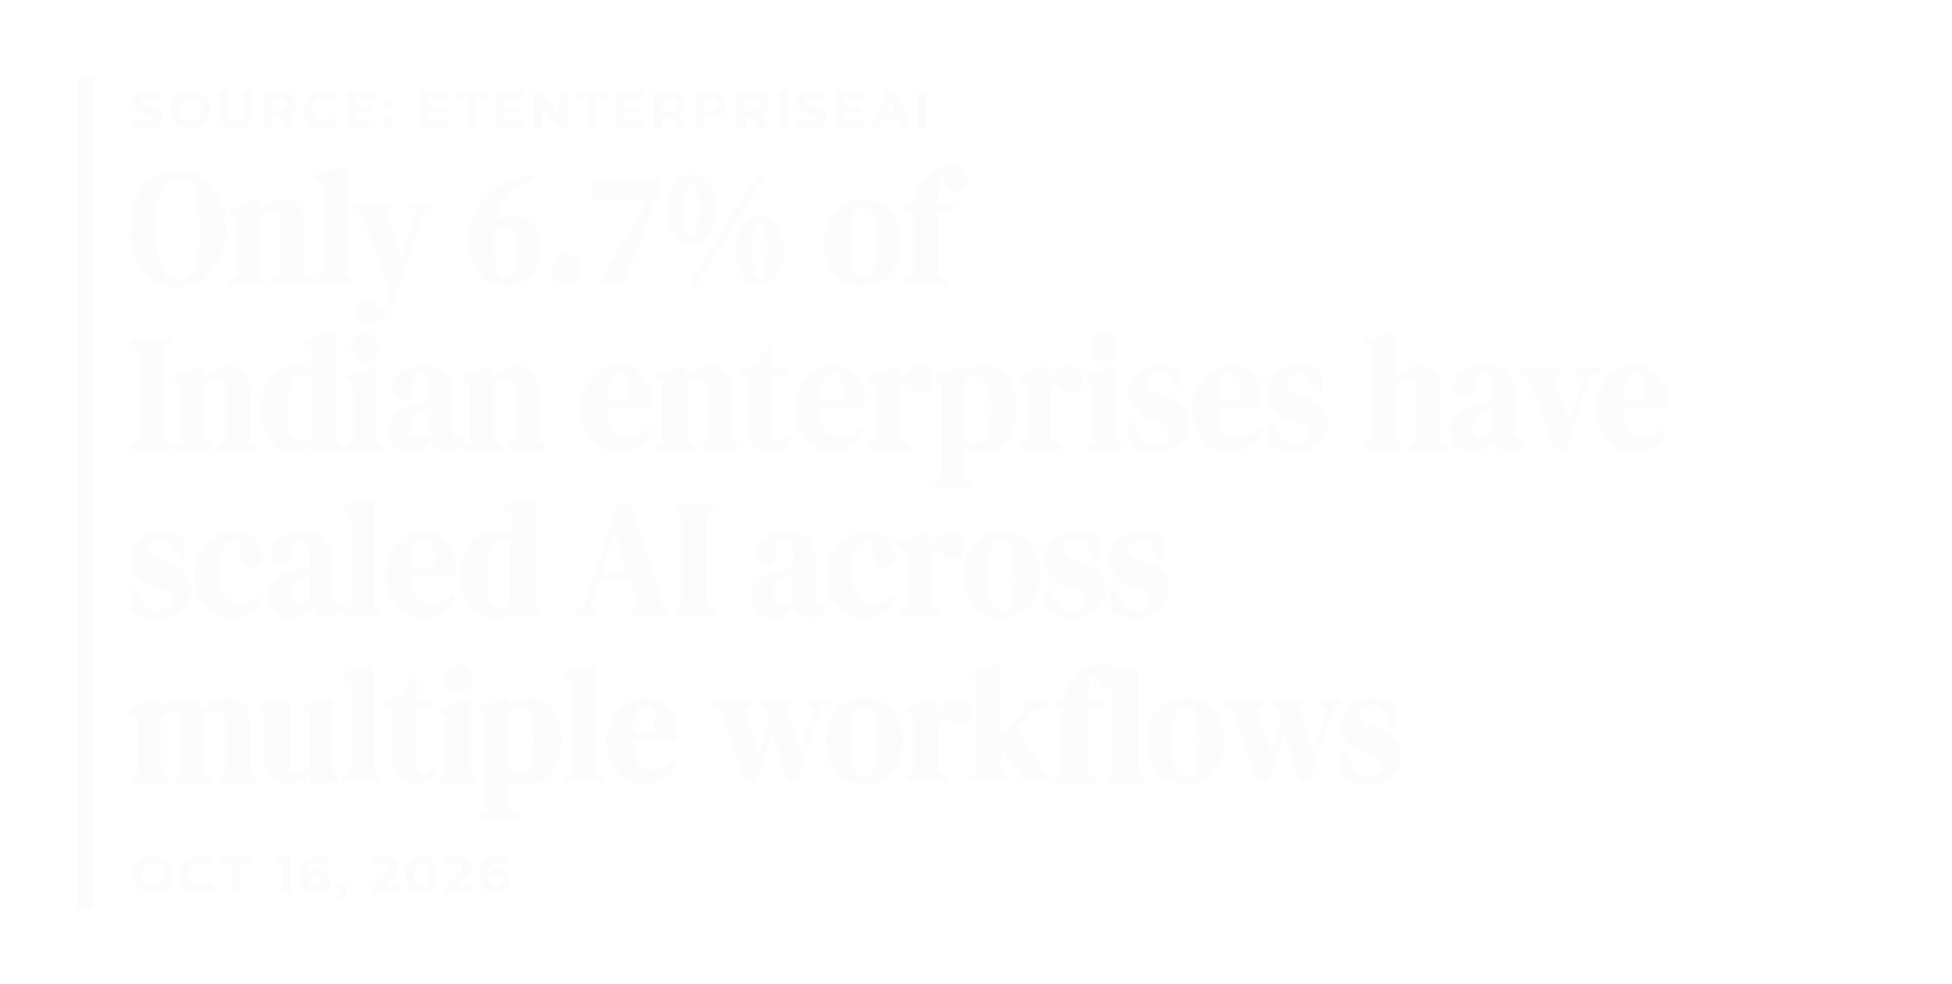 SOURCE: ETENTERPRISEAI
Only 6.7% of
Indian enterprises have
scaled AI across
multiple workflows
OCT 16, 2026